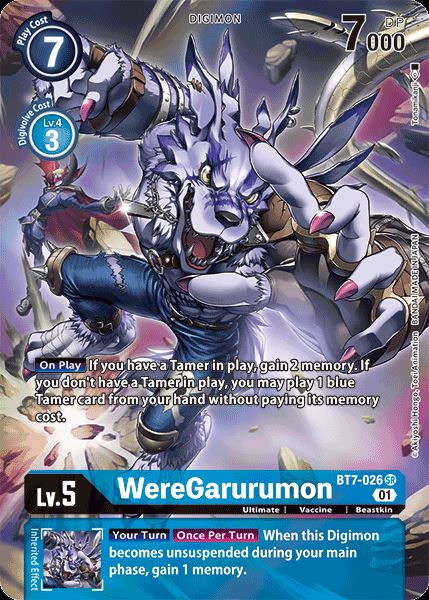 DIGIMON
Play Cost
7
DP
7000
Digivolve Cost
Lv.4
3
Tonamikanji
©Akiyoshi Hongo, Toei Animation BANDAI MADE IN JAPAN
On Play If you have a Tamer in play, gain 2 memory. If
you don't have a Tamer in play, you may play 1 blue
Tamer card from your hand without paying its memory
cost.
BT7-026 SR
Lv.5 WereGarurumon 01
Ultimate | Vaccine | Beastkin
Inherited Effect
Your Turn Once Per Turn When this Digimon
becomes unsuspended during your main
phase, gain 1 memory.